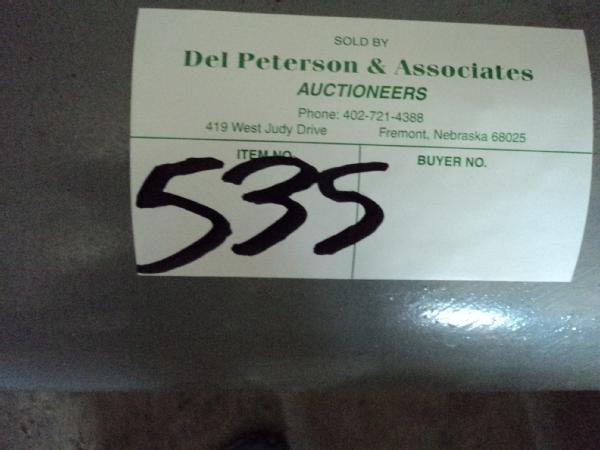 SOLD BY
Del Peterson & Associates
AUCTIONEERS
Phone: 402-721-4388
419 West Judy Drive Fremont, Nebraska 68025
ITEM NO. BUYER NO.
535